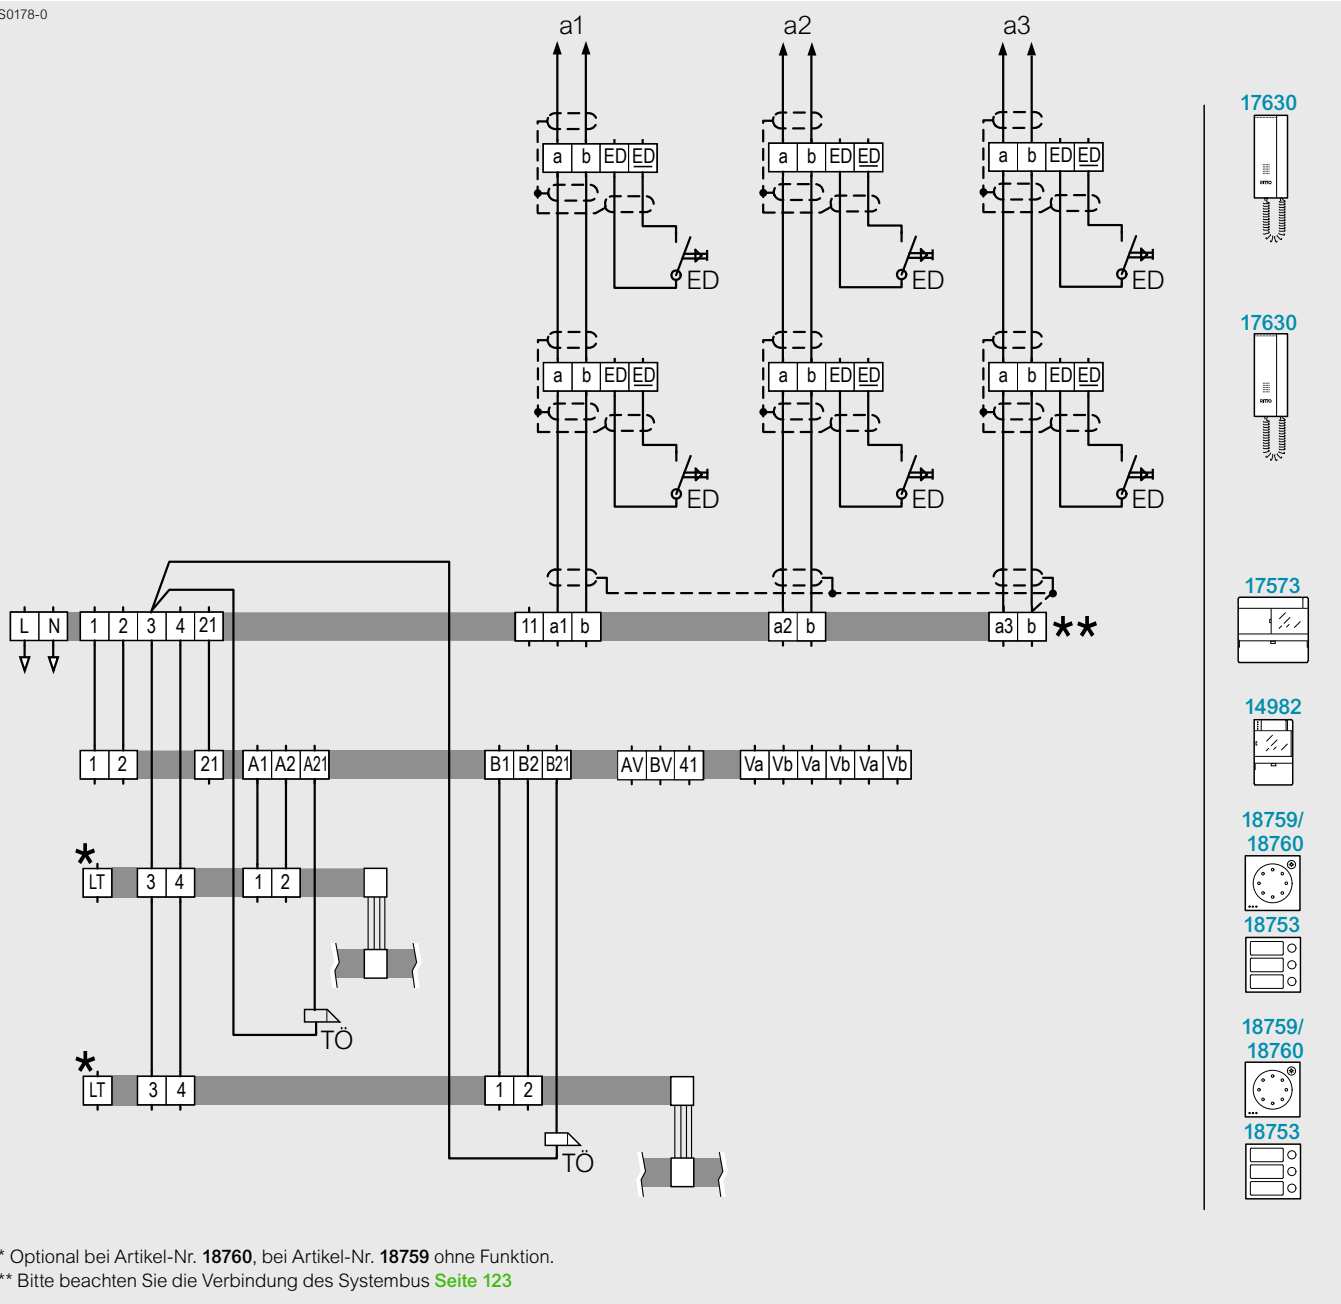 S0178-0
a1 a2 a3
17630
a b ED ED a b ED ED a b ED ED
RITTO
ED ED ED
17630
a b ED ED a b ED ED a b ED ED
RITTO
ED ED ED
17573
L N 1 2 3 4 21 11 a1 b a2 b a3 b **
14982
1 2 21 A1 A2 A21 B1 B2 B21 AV BV 41 Va Vb Va Vb Va Vb
18759/
18760
*
LT 3 4 1 2
18753
TÖ
18759/
18760
*
LT 3 4 1 2
18753
TÖ
* Optional bei Artikel-Nr. 18760, bei Artikel-Nr. 18759 ohne Funktion.
** Bitte beachten Sie die Verbindung des Systembus Seite 123